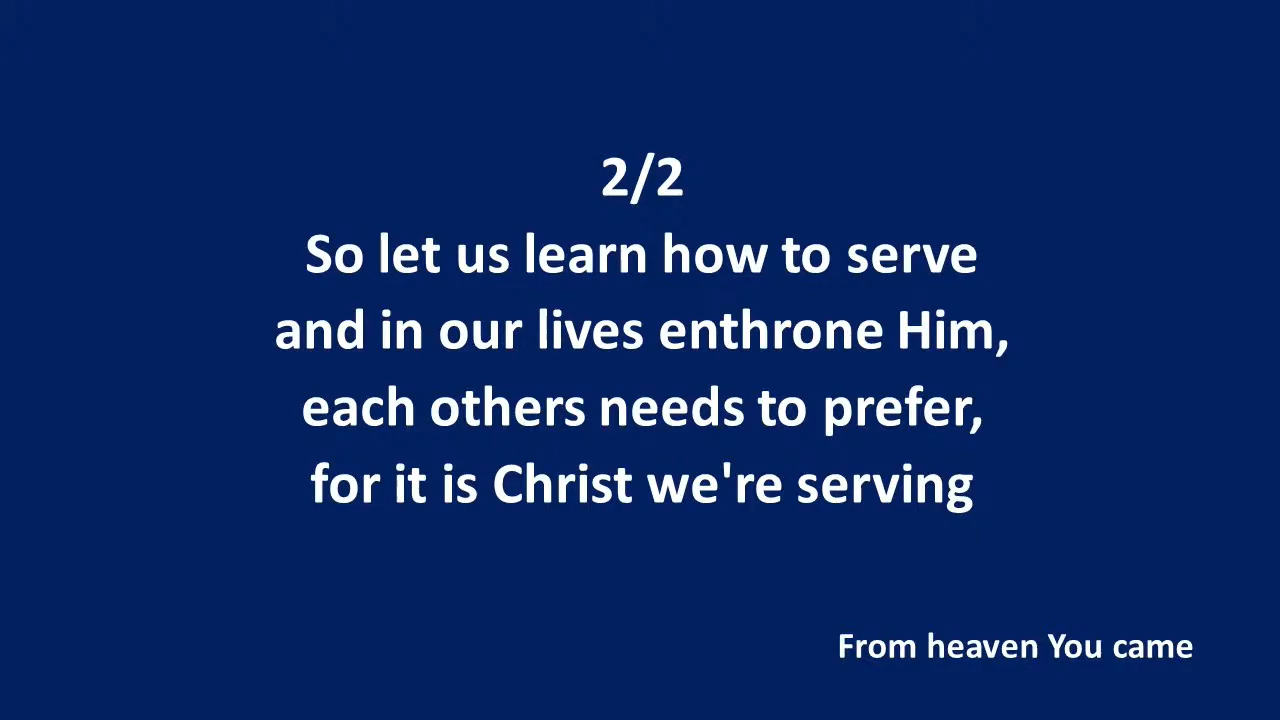 2/2
So let us learn how to serve
and in our lives enthrone Him,
each others needs to prefer,
for it is Christ we're serving
From heaven You came